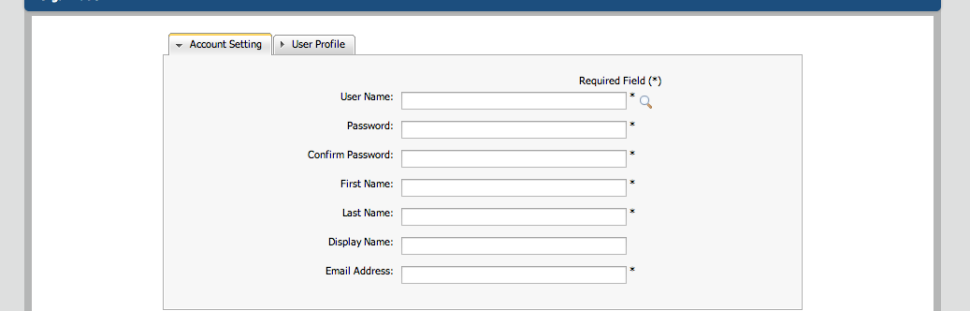 Account Setting
User Profile
Required Field (*)
User Name: *
Password: *
Confirm Password: *
First Name: *
Last Name: *
Display Name:
Email Address: *